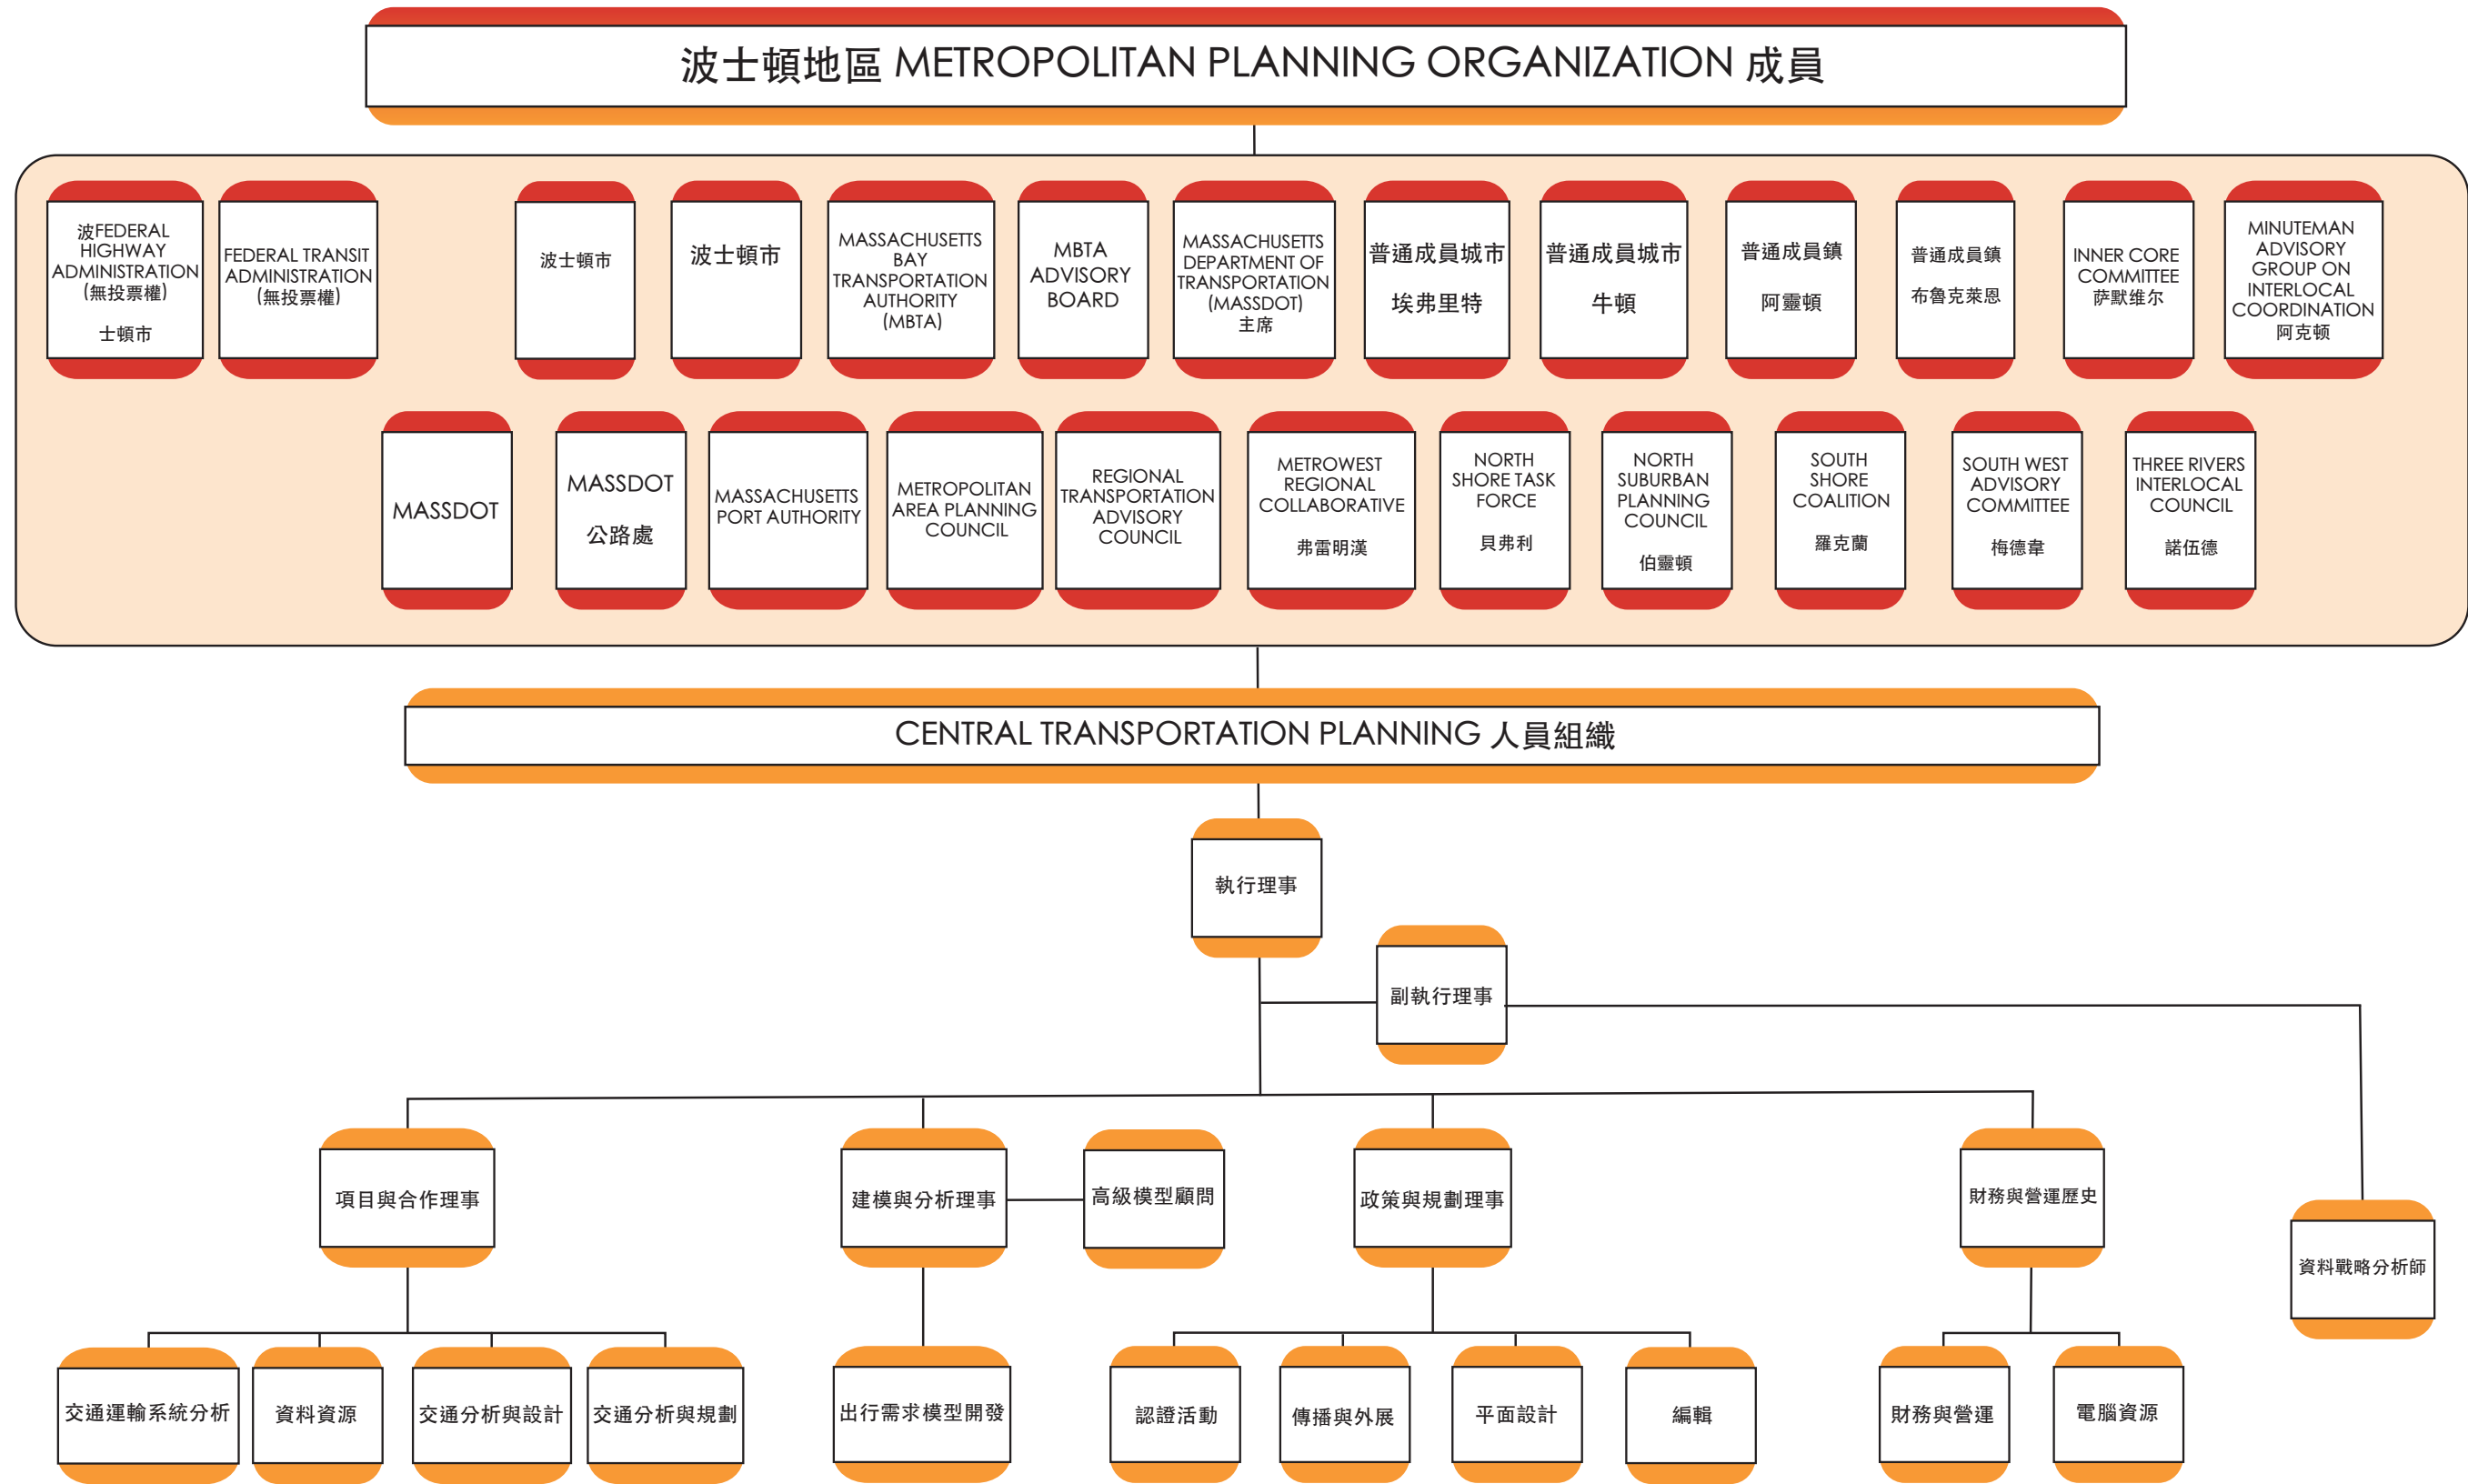 波士頓地區 METROPOLITAN PLANNING ORGANIZATION 成員
波FEDERAL
HIGHWAY
ADMINISTRATION
(無投票權)
士頓市
FEDERAL TRANSIT
ADMINISTRATION
(無投票權)
波士頓市
波士頓市
MASSACHUSETTS
BAY
TRANSPORTATION
AUTHORITY
(MBTA)
MBTA
ADVISORY
BOARD
MASSACHUSETTS
DEPARTMENT OF
TRANSPORTATION
(MASSDOT)
主席
普通成員城市
埃弗里特
普通成員城市
牛頓
普通成員鎮
阿靈頓
普通成員鎮
布魯克萊恩
INNER CORE
COMMITTEE
萨默维尔
MINUTEMAN
ADVISORY
GROUP ON
INTERLOCAL
COORDINATION
阿克顿
MASSDOT
MASSDOT
公路處
MASSACHUSETTS
PORT AUTHORITY
METROPOLITAN
AREA PLANNING
COUNCIL
REGIONAL
TRANSPORTATION
ADVISORY
COUNCIL
METROWEST
REGIONAL
COLLABORATIVE
弗雷明漢
NORTH
SHORE TASK
FORCE
貝弗利
NORTH
SUBURBAN
PLANNING
COUNCIL
伯靈頓
SOUTH
SHORE
COALITION
羅克蘭
SOUTH WEST
ADVISORY
COMMITTEE
梅德韋
THREE RIVERS
INTERLOCAL
COUNCIL
諾伍德
CENTRAL TRANSPORTATION PLANNING 人員組織
執行理事
副執行理事
項目與合作理事
建模與分析理事
高級模型顧問
政策與規劃理事
財務與營運歷史
資料戰略分析師
交通運輸系統分析
資料資源
交通分析與設計
交通分析與規劃
出行需求模型開發
認證活動
傳播與外展
平面設計
編輯
財務與營運
電腦資源